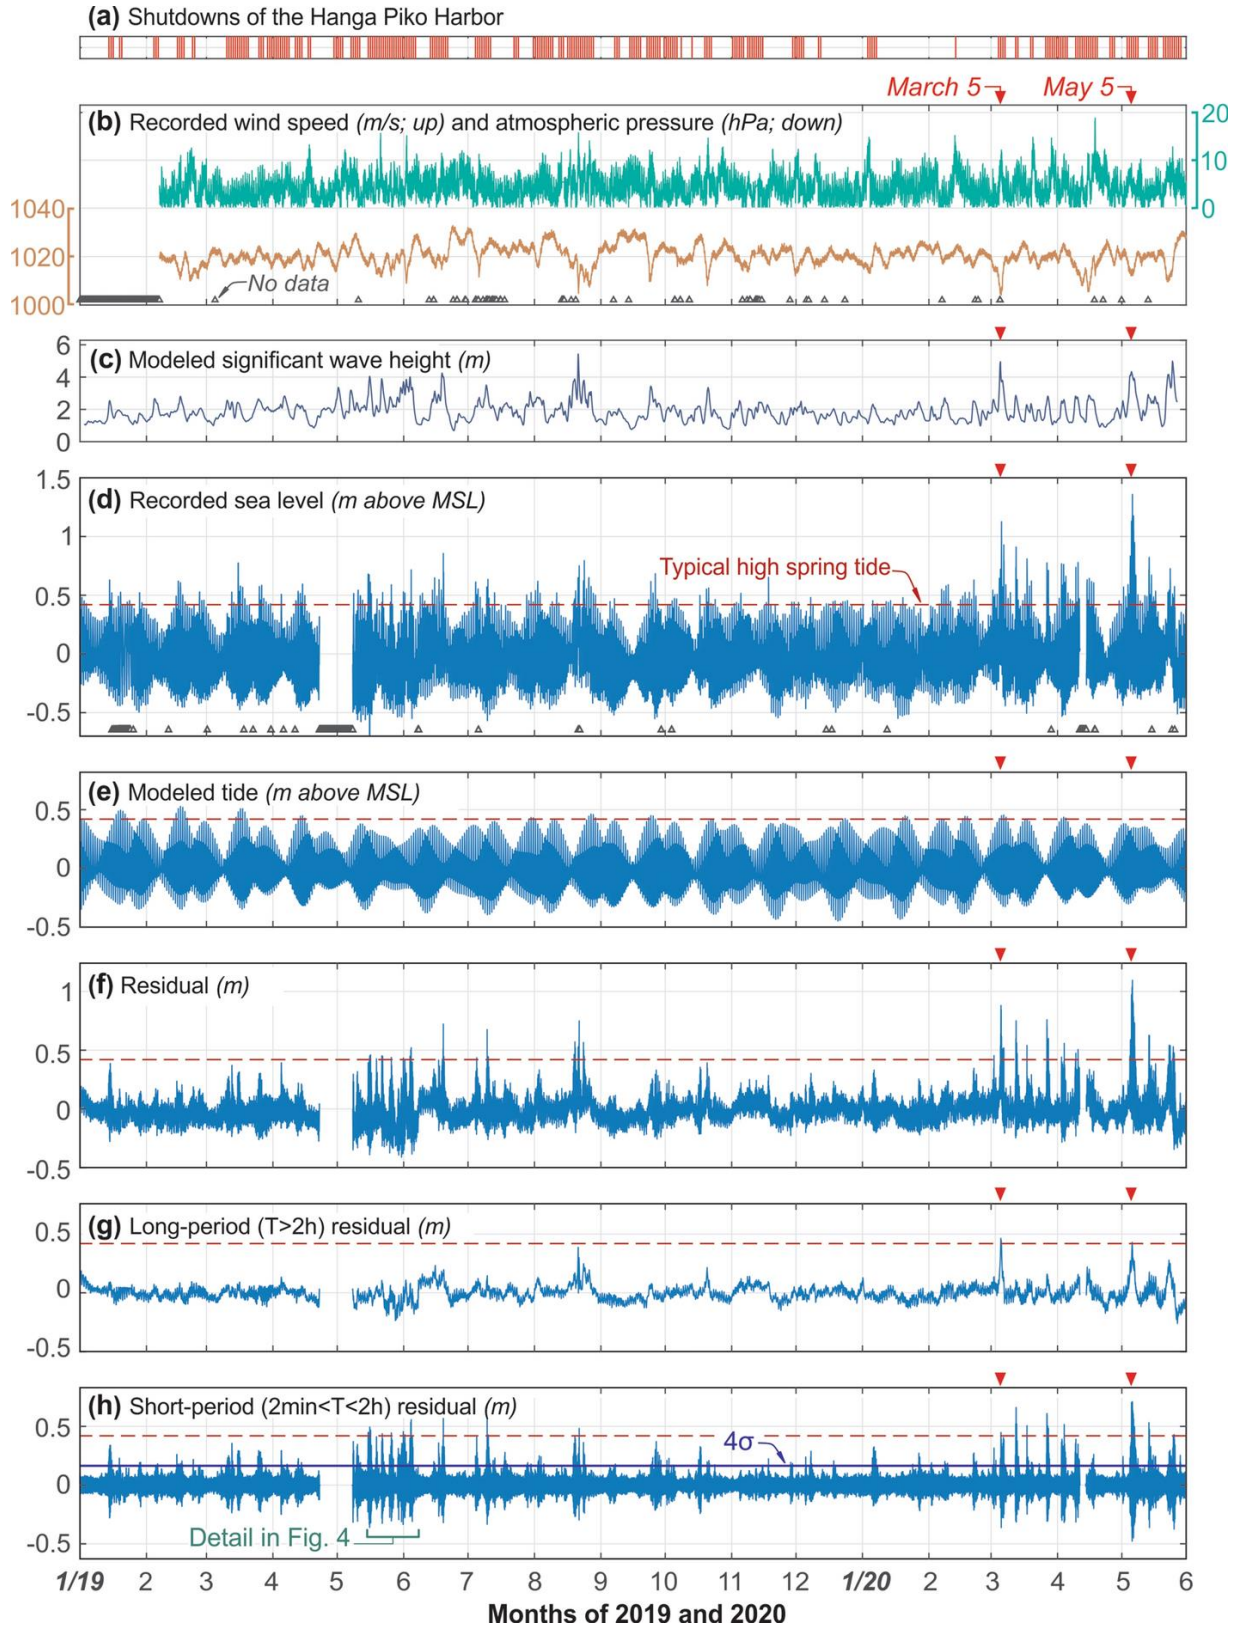 (a) Shutdowns of the Hanga Piko Harbor
March 5 May 5
(b) Recorded wind speed (m/s; up) and atmospheric pressure (hPa; down)
20
10
0
1040
1020
1000
No data
(c) Modeled significant wave height (m)
6
4
2
0
(d) Recorded sea level (m above MSL)
1.5
1
0.5
0
-0.5
Typical high spring tide
(e) Modeled tide (m above MSL)
0.5
0
-0.5
(f) Residual (m)
1
0.5
0
-0.5
(g) Long-period (T>2h) residual (m)
0.5
0
-0.5
(h) Short-period (2min<T<2h) residual (m)
0.5
0
-0.5
4σ
Detail in Fig. 4
1/19 2 3 4 5 6 7 8 9 10 11 12 1/20 2 3 4 5 6
Months of 2019 and 2020